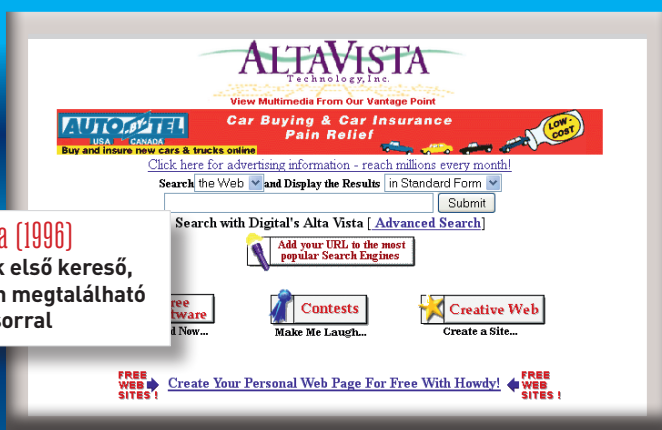 ALTAVISTA
Technology, Inc.
View Multimedia From Our Vantage Point
AUTO BY TEL
USA CANADA
Buy and insure new cars & trucks online
Car Buying & Car Insurance
Pain Relief
LOW-
COST
Click here for advertising information - reach millions every month!
Search the Web and Display the Results in Standard Form
Submit
Search with Digital's Alta Vista [ Advanced Search]
Add your URL to the most
popular Search Engines
(1996)
első kereső,
megtalálható
Contests
Creative Web
Now...
Make Me Laugh...
Create a Site...
FREE
WEB
SITES !
Create Your Personal Web Page For Free With Howdy!
FREE
WEB
SITES !